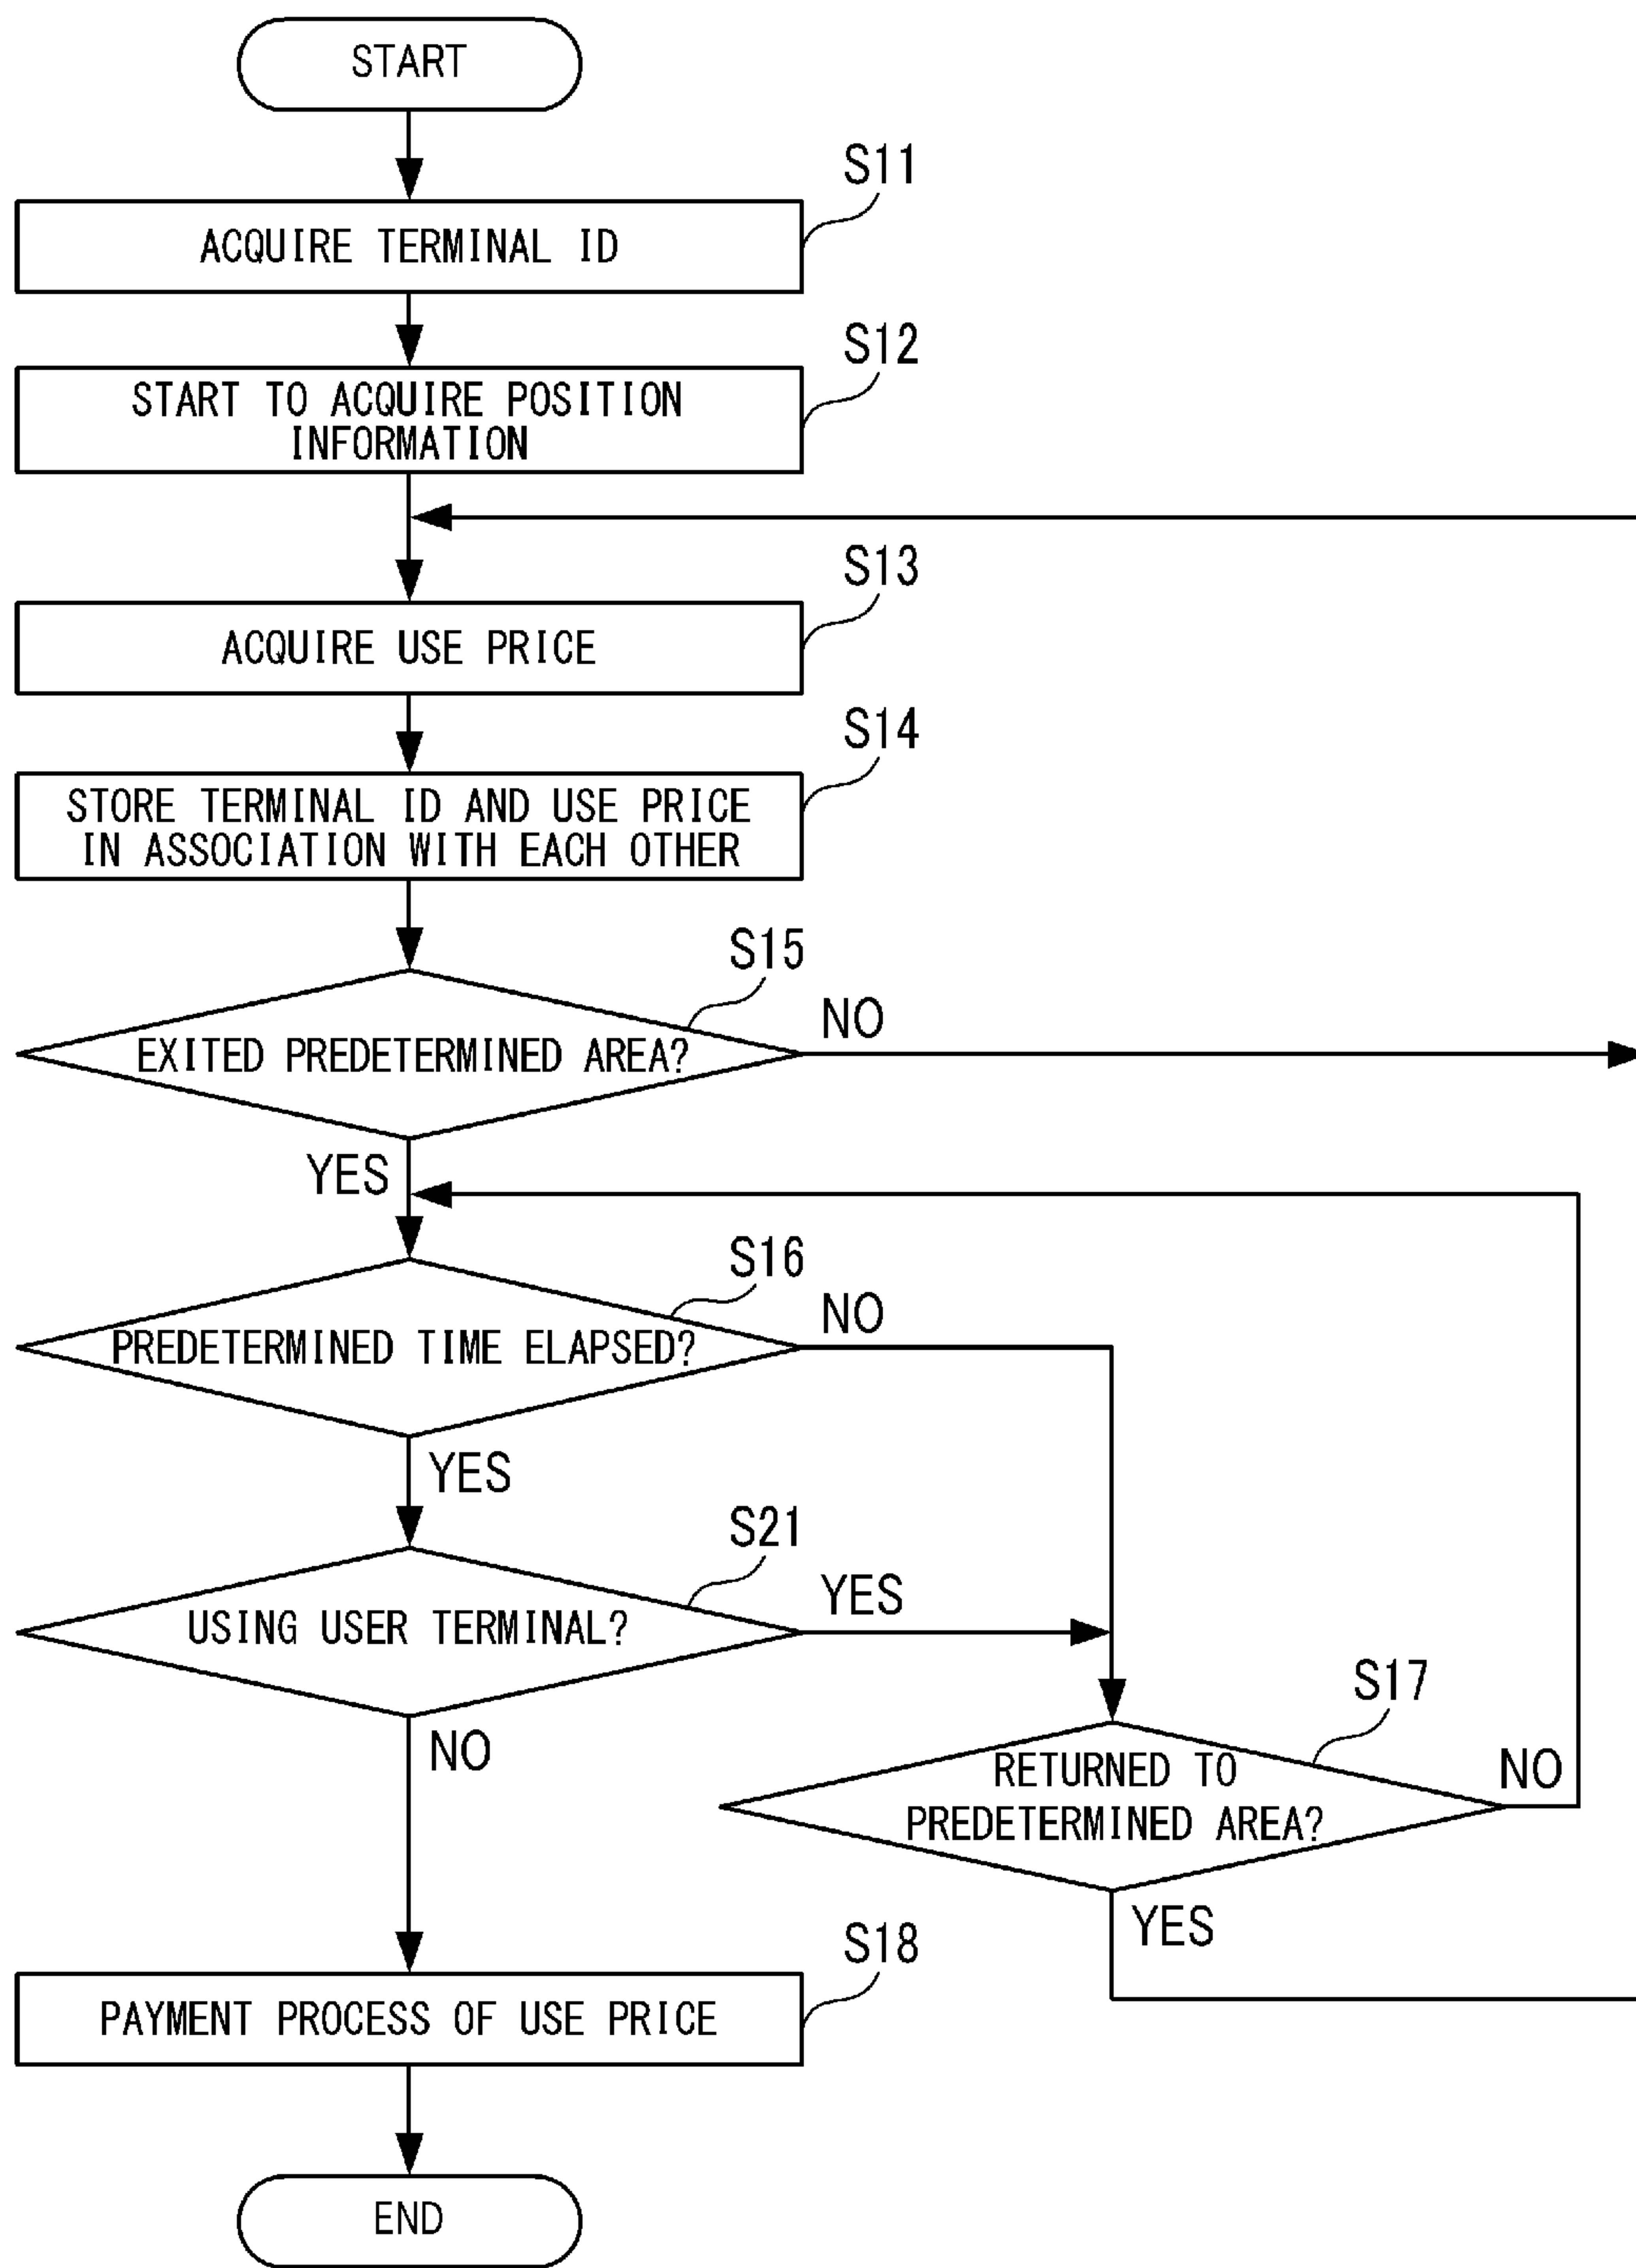 START
S11
ACQUIRE TERMINAL ID
S12
START TO ACQUIRE POSITION
INFORMATION
S13
ACQUIRE USE PRICE
S14
STORE TERMINAL ID AND USE PRICE
IN ASSOCIATION WITH EACH OTHER
S15
NO
EXITED PREDETERMINED AREA?
YES
S16
NO
PREDETERMINED TIME ELAPSED?
YES
S21
YES
USING USER TERMINAL?
S17
NO
RETURNED TO
NO
PREDETERMINED AREA?
YES
S18
PAYMENT PROCESS OF USE PRICE
END